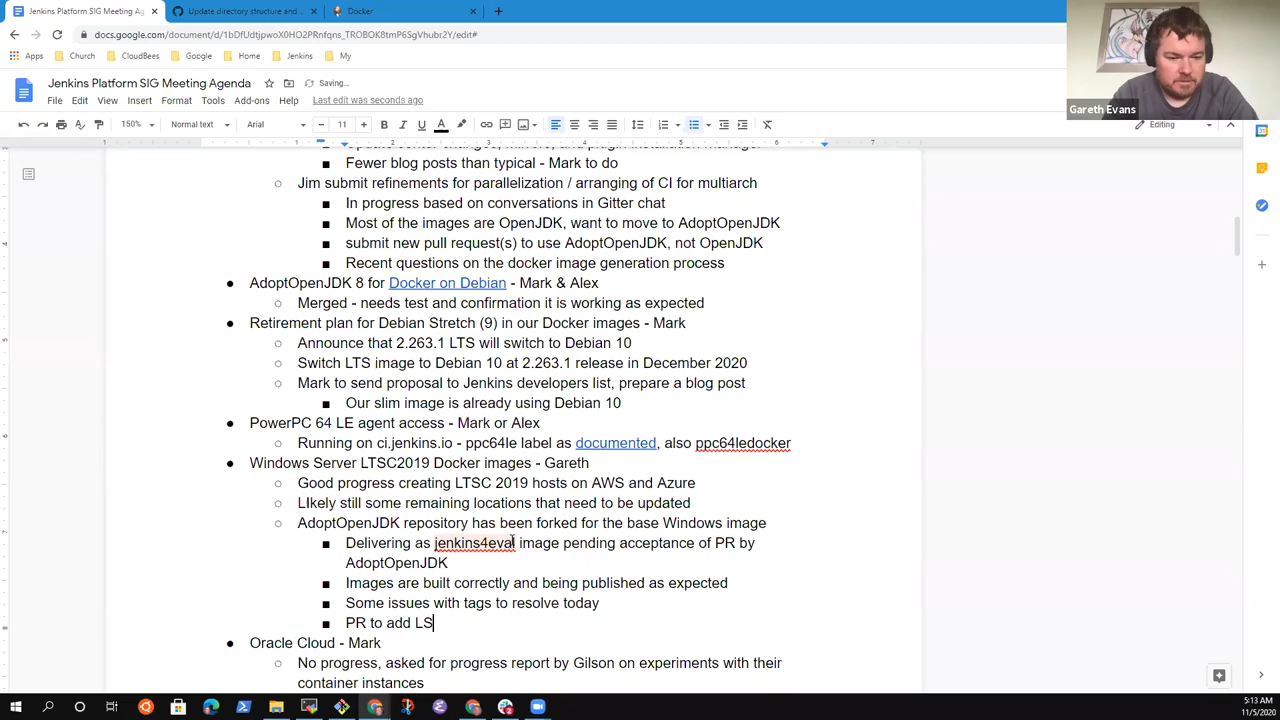 Jenkins Platform SIG Meeting Ag
Update directory structure and
Docker
docs.google.com/document/d/1bDfUdtjpwoX0HO2PRnfqns_TROBOK8tmP6SgVhubr2Y/edit#
Apps Church CloudBees Google Home Jenkins My
Jenkins Platform SIG Meeting Agenda
Saving...
File Edit View Insert Format Tools Add-ons Help Last edit was seconds ago
Gareth Evans
150% Normal text Arial 11 Editing
1 1 2 3 4 5 6 7
Fewer blog posts than typical - Mark to do
Jim submit refinements for parallelization / arranging of CI for multiarch
In progress based on conversations in Gitter chat
Most of the images are OpenJDK, want to move to AdoptOpenJDK
submit new pull request(s) to use AdoptOpenJDK, not OpenJDK
Recent questions on the docker image generation process
AdoptOpenJDK 8 for Docker on Debian - Mark & Alex
Merged - needs test and confirmation it is working as expected
Retirement plan for Debian Stretch (9) in our Docker images - Mark
Announce that 2.263.1 LTS will switch to Debian 10
Switch LTS image to Debian 10 at 2.263.1 release in December 2020
Mark to send proposal to Jenkins developers list, prepare a blog post
Our slim image is already using Debian 10
PowerPC 64 LE agent access - Mark or Alex
Running on ci.jenkins.io - ppc64le label as documented, also ppc64ledocker
Windows Server LTSC2019 Docker images - Gareth
Good progress creating LTSC 2019 hosts on AWS and Azure
LIkely still some remaining locations that need to be updated
AdoptOpenJDK repository has been forked for the base Windows image
Delivering as jenkins4eval image pending acceptance of PR by
AdoptOpenJDK
Images are built correctly and being published as expected
Some issues with tags to resolve today
PR to add LS
Oracle Cloud - Mark
No progress, asked for progress report by Gilson on experiments with their
container instances
5:13 AM
11/5/2020